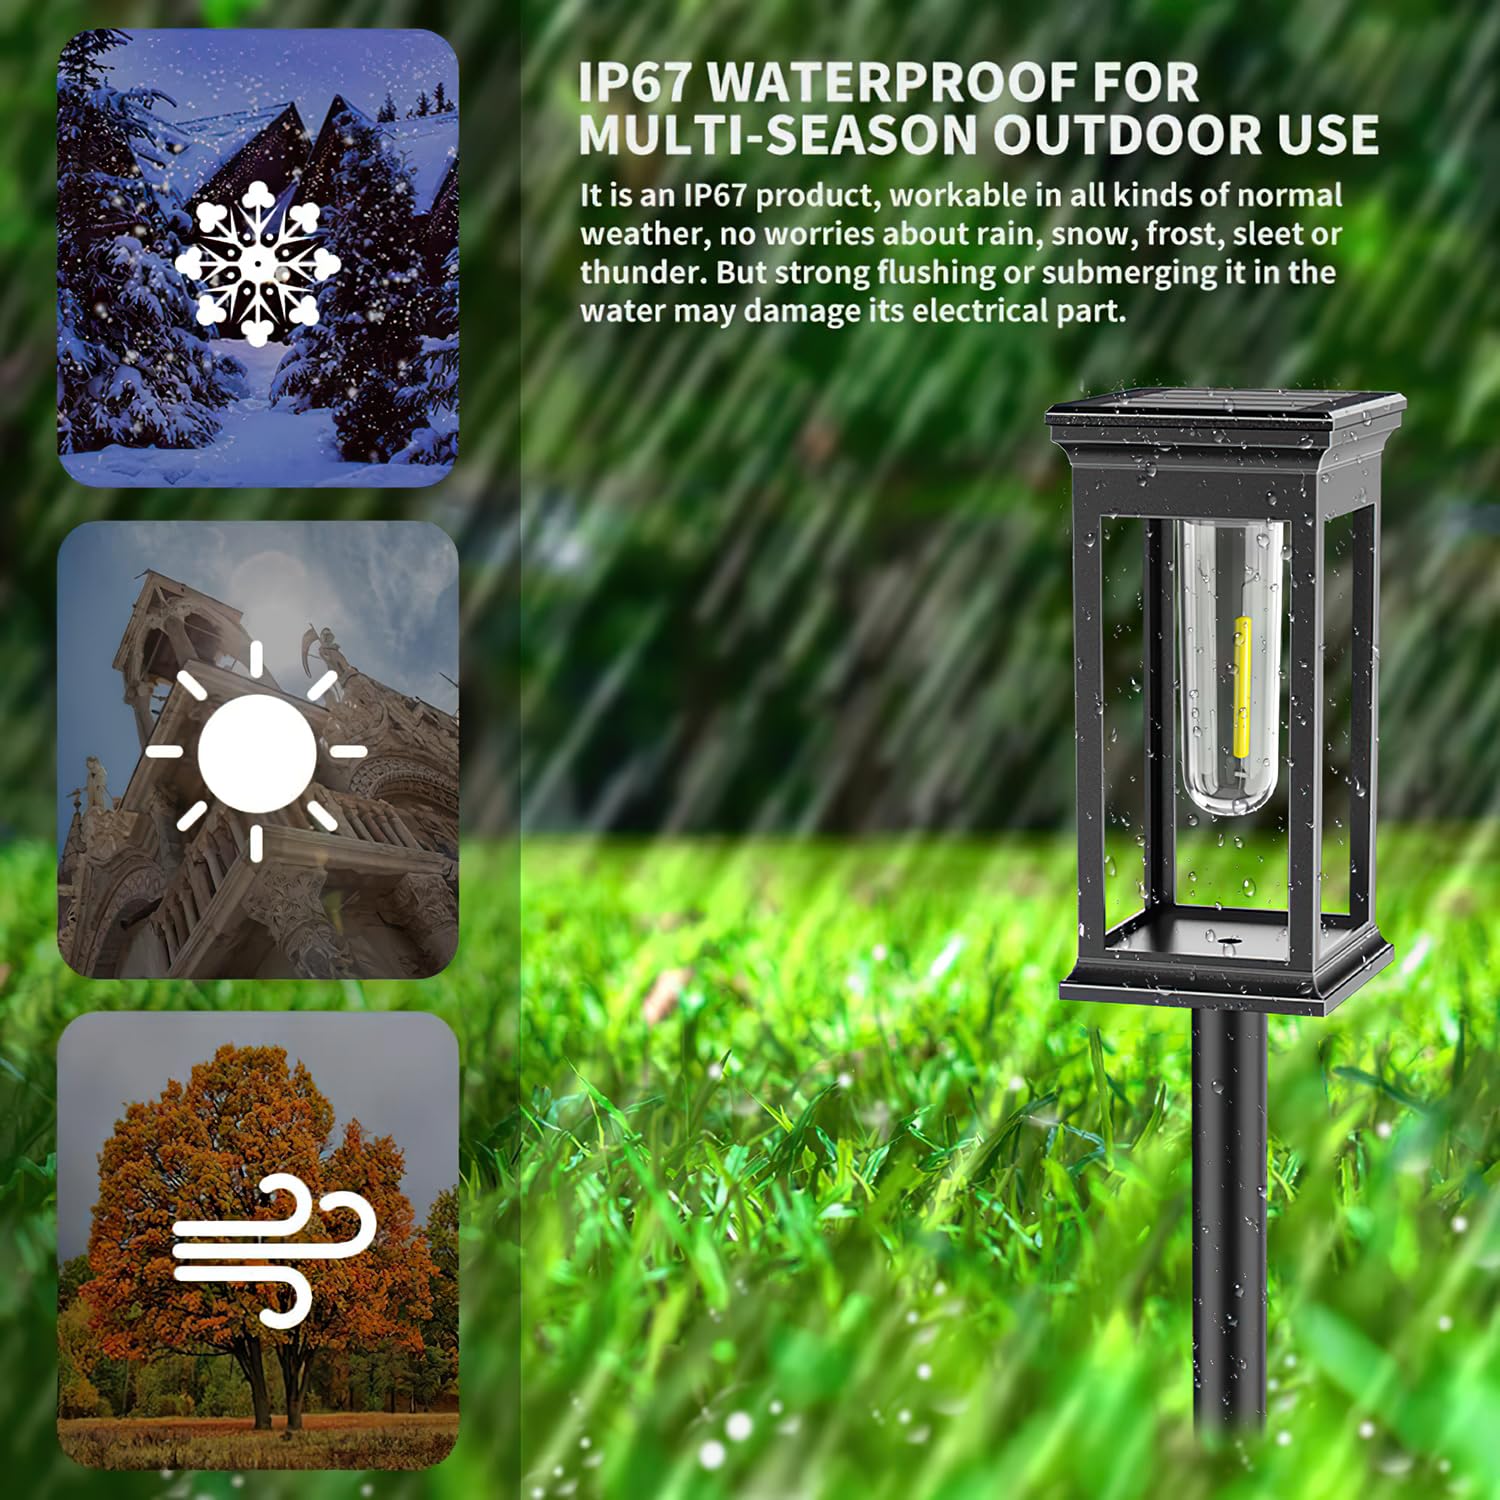 IP67 WATERPROOF FOR
MULTI-SEASON OUTDOOR USE
It is an IP67 product, workable in all kinds of normal
weather, no worries about rain, snow, frost, sleet or
thunder. But strong flushing or submerging it in the
water may damage its electrical part.